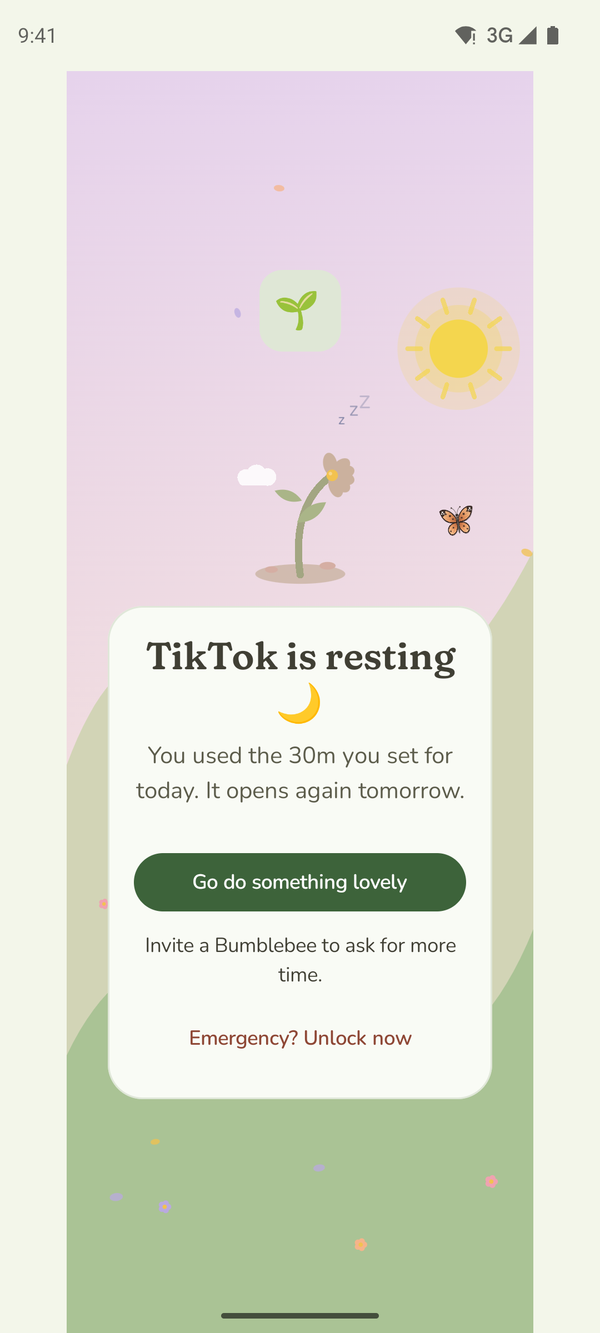 9:41
3G
z z Z
TikTok is resting
🌙
You used the 30m you set for
today. It opens again tomorrow.
Go do something lovely
Invite a Bumblebee to ask for more
time.
Emergency? Unlock now